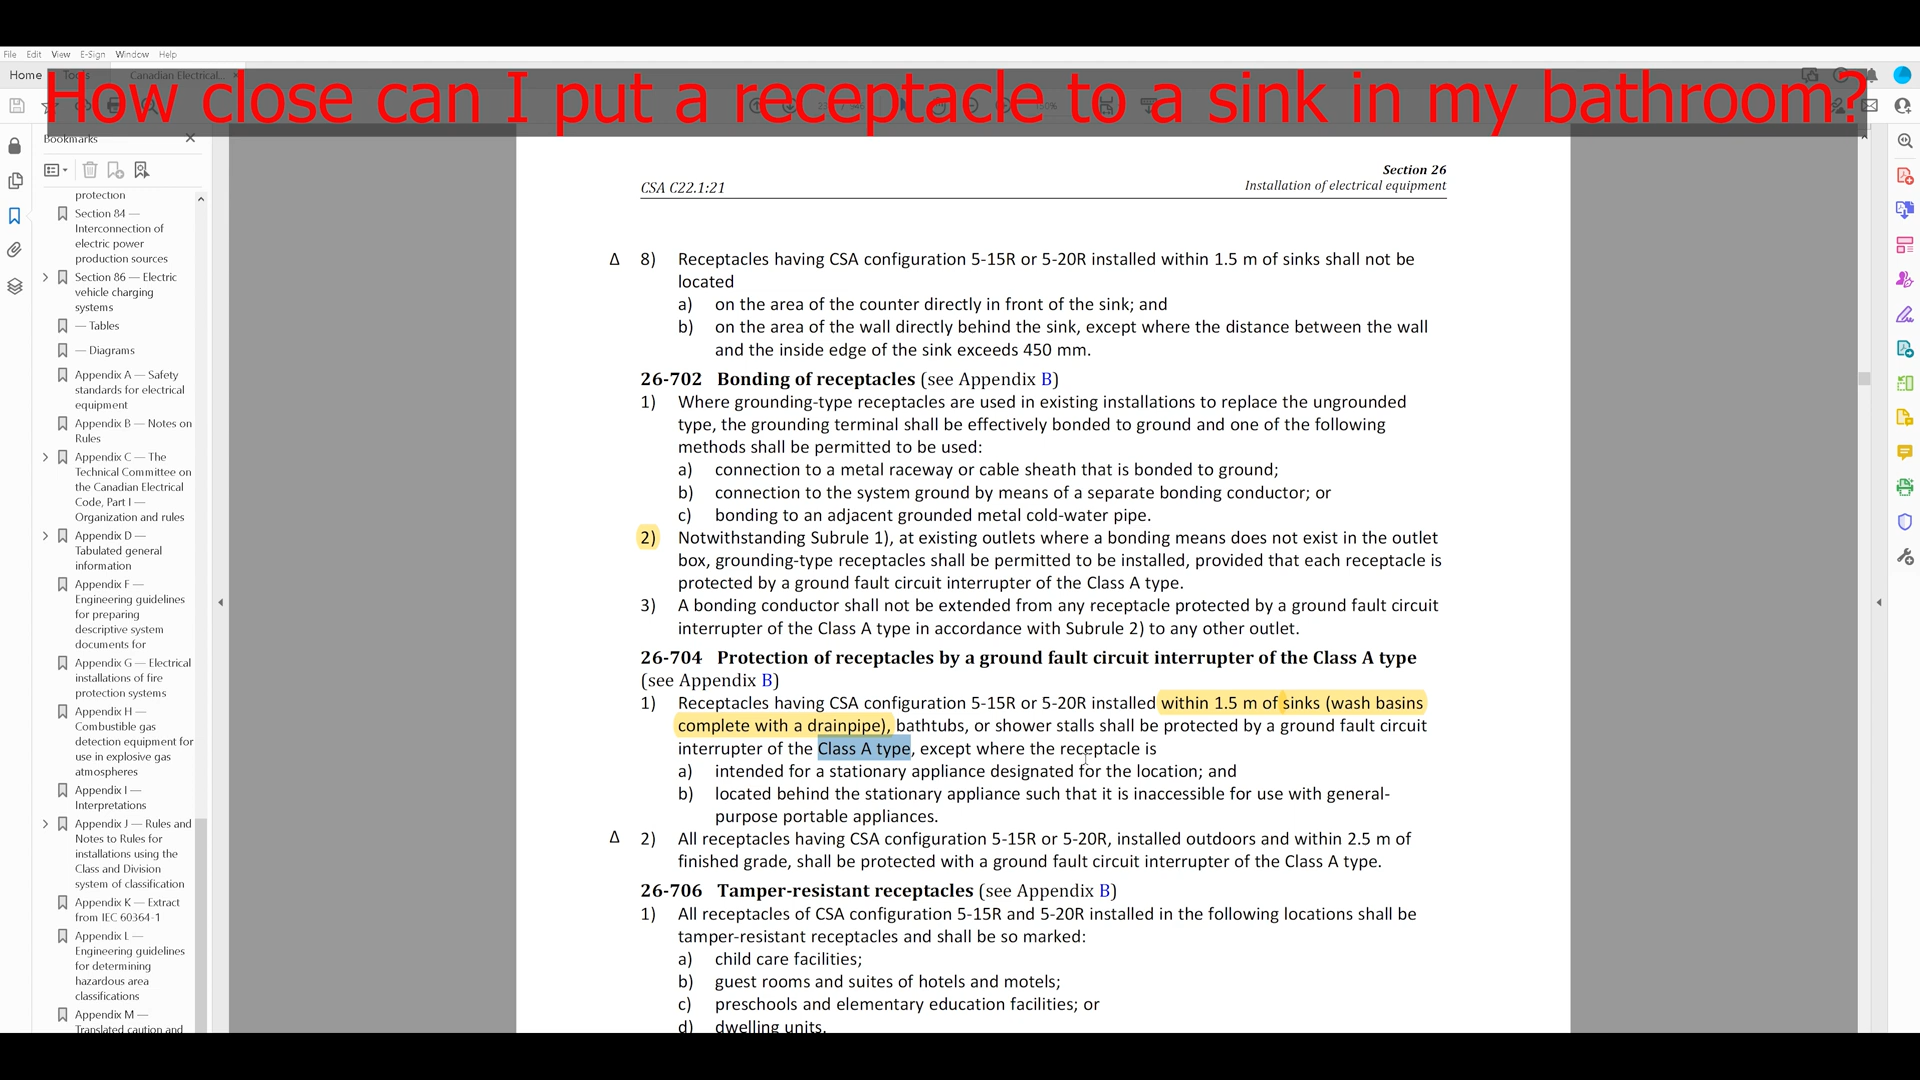 File Edit View E-Sign Window Help
Home Tools Canadian Electrical...
How close can I put a receptacle to a sink in my bathroom?
Bookmarks
protection
Section 84 —
Interconnection of
electric power
production sources
Section 86 — Electric
vehicle charging
systems
— Tables
— Diagrams
Appendix A — Safety
standards for electrical
equipment
Appendix B — Notes on
Rules
Appendix C — The
Technical Committee on
the Canadian Electrical
Code, Part I —
Organization and rules
Appendix D —
Tabulated general
information
Appendix F —
Engineering guidelines
for preparing
descriptive system
documents for
Appendix G — Electrical
installations of fire
protection systems
Appendix H —
Combustible gas
detection equipment for
use in explosive gas
atmospheres
Appendix I —
Interpretations
Appendix J — Rules and
Notes to Rules for
installations using the
Class and Division
system of classification
Appendix K — Extract
from IEC 60364-1
Appendix L —
Engineering guidelines
for determining
hazardous area
classifications
Appendix M —
Translated caution and
Section 26
CSA C22.1:21 Installation of electrical equipment
Δ 8) Receptacles having CSA configuration 5-15R or 5-20R installed within 1.5 m of sinks shall not be
located
a) on the area of the counter directly in front of the sink; and
b) on the area of the wall directly behind the sink, except where the distance between the wall
and the inside edge of the sink exceeds 450 mm.
26-702 Bonding of receptacles (see Appendix B)
1) Where grounding-type receptacles are used in existing installations to replace the ungrounded
type, the grounding terminal shall be effectively bonded to ground and one of the following
methods shall be permitted to be used:
a) connection to a metal raceway or cable sheath that is bonded to ground;
b) connection to the system ground by means of a separate bonding conductor; or
c) bonding to an adjacent grounded metal cold-water pipe.
2) Notwithstanding Subrule 1), at existing outlets where a bonding means does not exist in the outlet
box, grounding-type receptacles shall be permitted to be installed, provided that each receptacle is
protected by a ground fault circuit interrupter of the Class A type.
3) A bonding conductor shall not be extended from any receptacle protected by a ground fault circuit
interrupter of the Class A type in accordance with Subrule 2) to any other outlet.
26-704 Protection of receptacles by a ground fault circuit interrupter of the Class A type
(see Appendix B)
1) Receptacles having CSA configuration 5-15R or 5-20R installed within 1.5 m of sinks (wash basins
complete with a drainpipe), bathtubs, or shower stalls shall be protected by a ground fault circuit
interrupter of the Class A type, except where the receptacle is
a) intended for a stationary appliance designated for the location; and
b) located behind the stationary appliance such that it is inaccessible for use with general-
purpose portable appliances.
Δ 2) All receptacles having CSA configuration 5-15R or 5-20R, installed outdoors and within 2.5 m of
finished grade, shall be protected with a ground fault circuit interrupter of the Class A type.
26-706 Tamper-resistant receptacles (see Appendix B)
1) All receptacles of CSA configuration 5-15R and 5-20R installed in the following locations shall be
tamper-resistant receptacles and shall be so marked:
a) child care facilities;
b) guest rooms and suites of hotels and motels;
c) preschools and elementary education facilities; or
d) dwelling units.